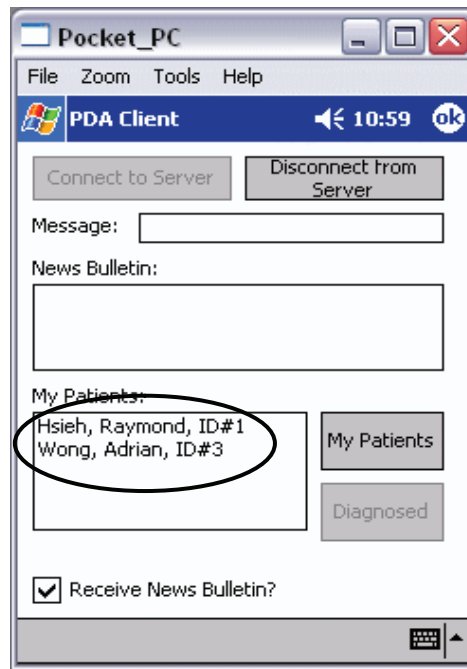 Pocket_PC
File Zoom Tools Help
PDA Client 10:59 ok
Connect to Server
Disconnect from
Server
Message:
News Bulletin:
My Patients:
Hsieh, Raymond, ID#1
Wong, Adrian, ID#3
My Patients
Diagnosed
Receive News Bulletin?